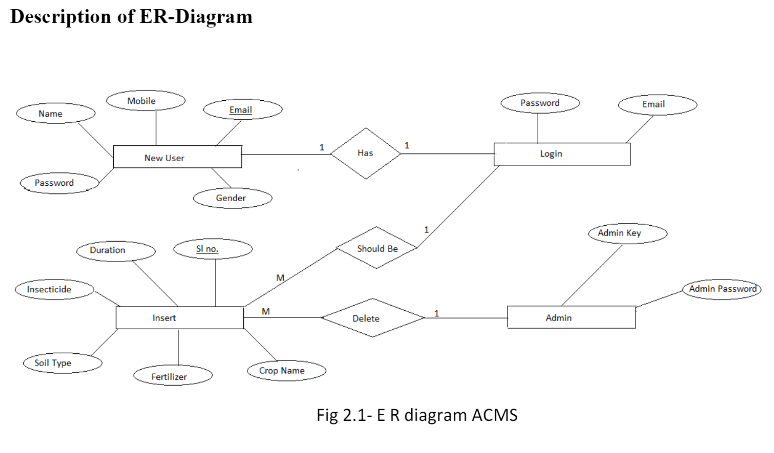 Description of ER-Diagram
Mobile
Name
Email
Password
Email
New User
1
Has
1
Login
Password
Gender
Admin Key
Duration
Sl no.
Should Be
1
Insecticide
M
Admin Password
Insert
M
Delete
1
Admin
Soil Type
Fertilizer
Crop Name
Fig 2.1- E R diagram ACMS